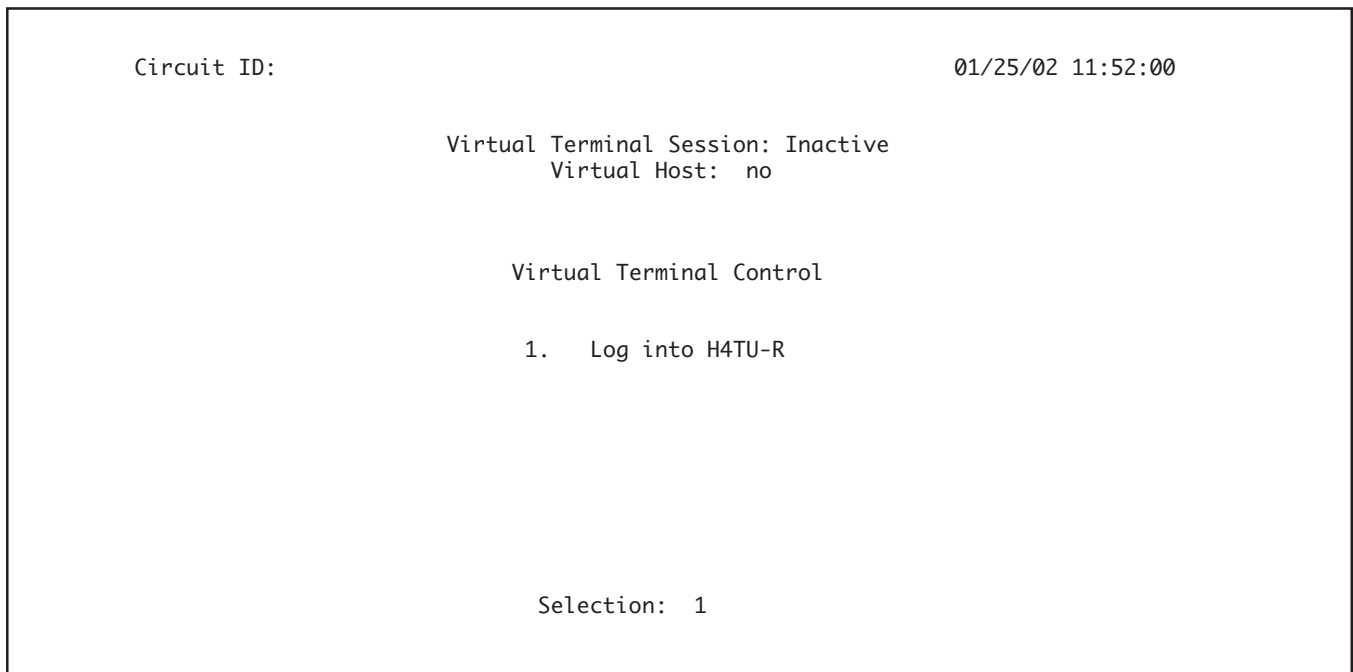 Circuit ID: 01/25/02 11:52:00
Virtual Terminal Session: Inactive
Virtual Host: no
Virtual Terminal Control
1. Log into H4TU-R
Selection: 1